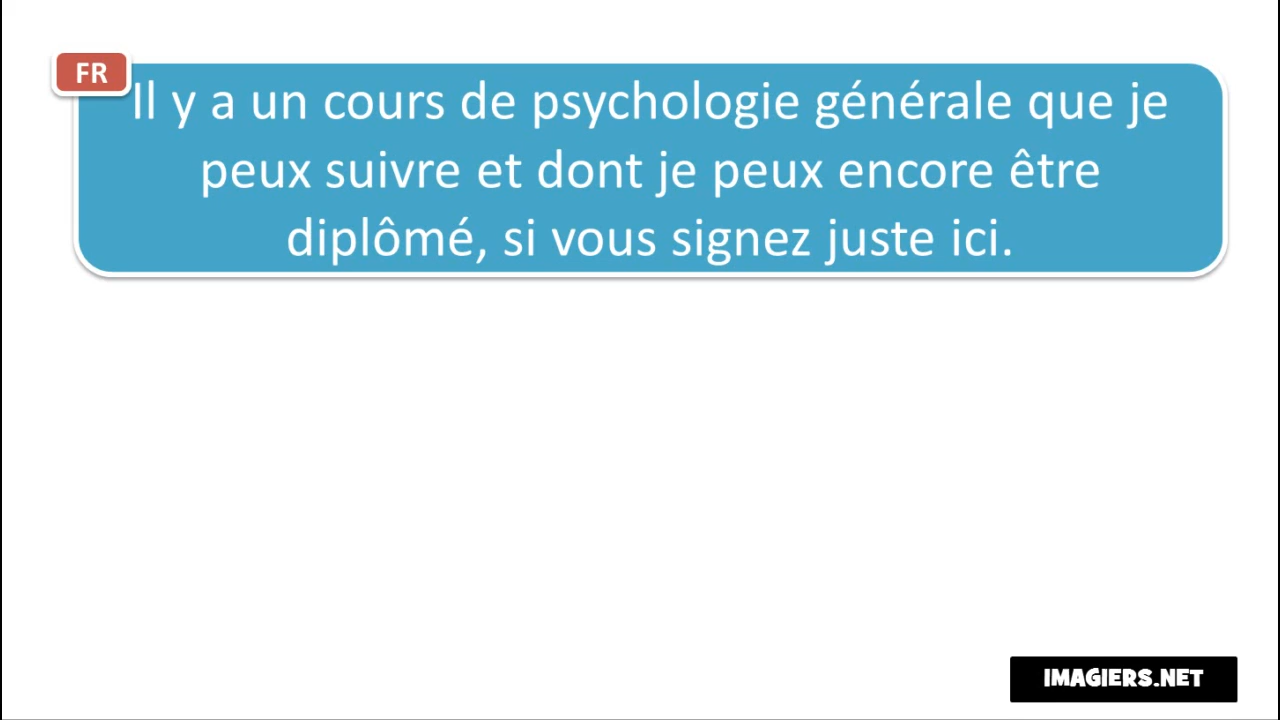 FR
Il y a un cours de psychologie générale que je
peux suivre et dont je peux encore être
diplômé, si vous signez juste ici.
IMAGIERS.NET